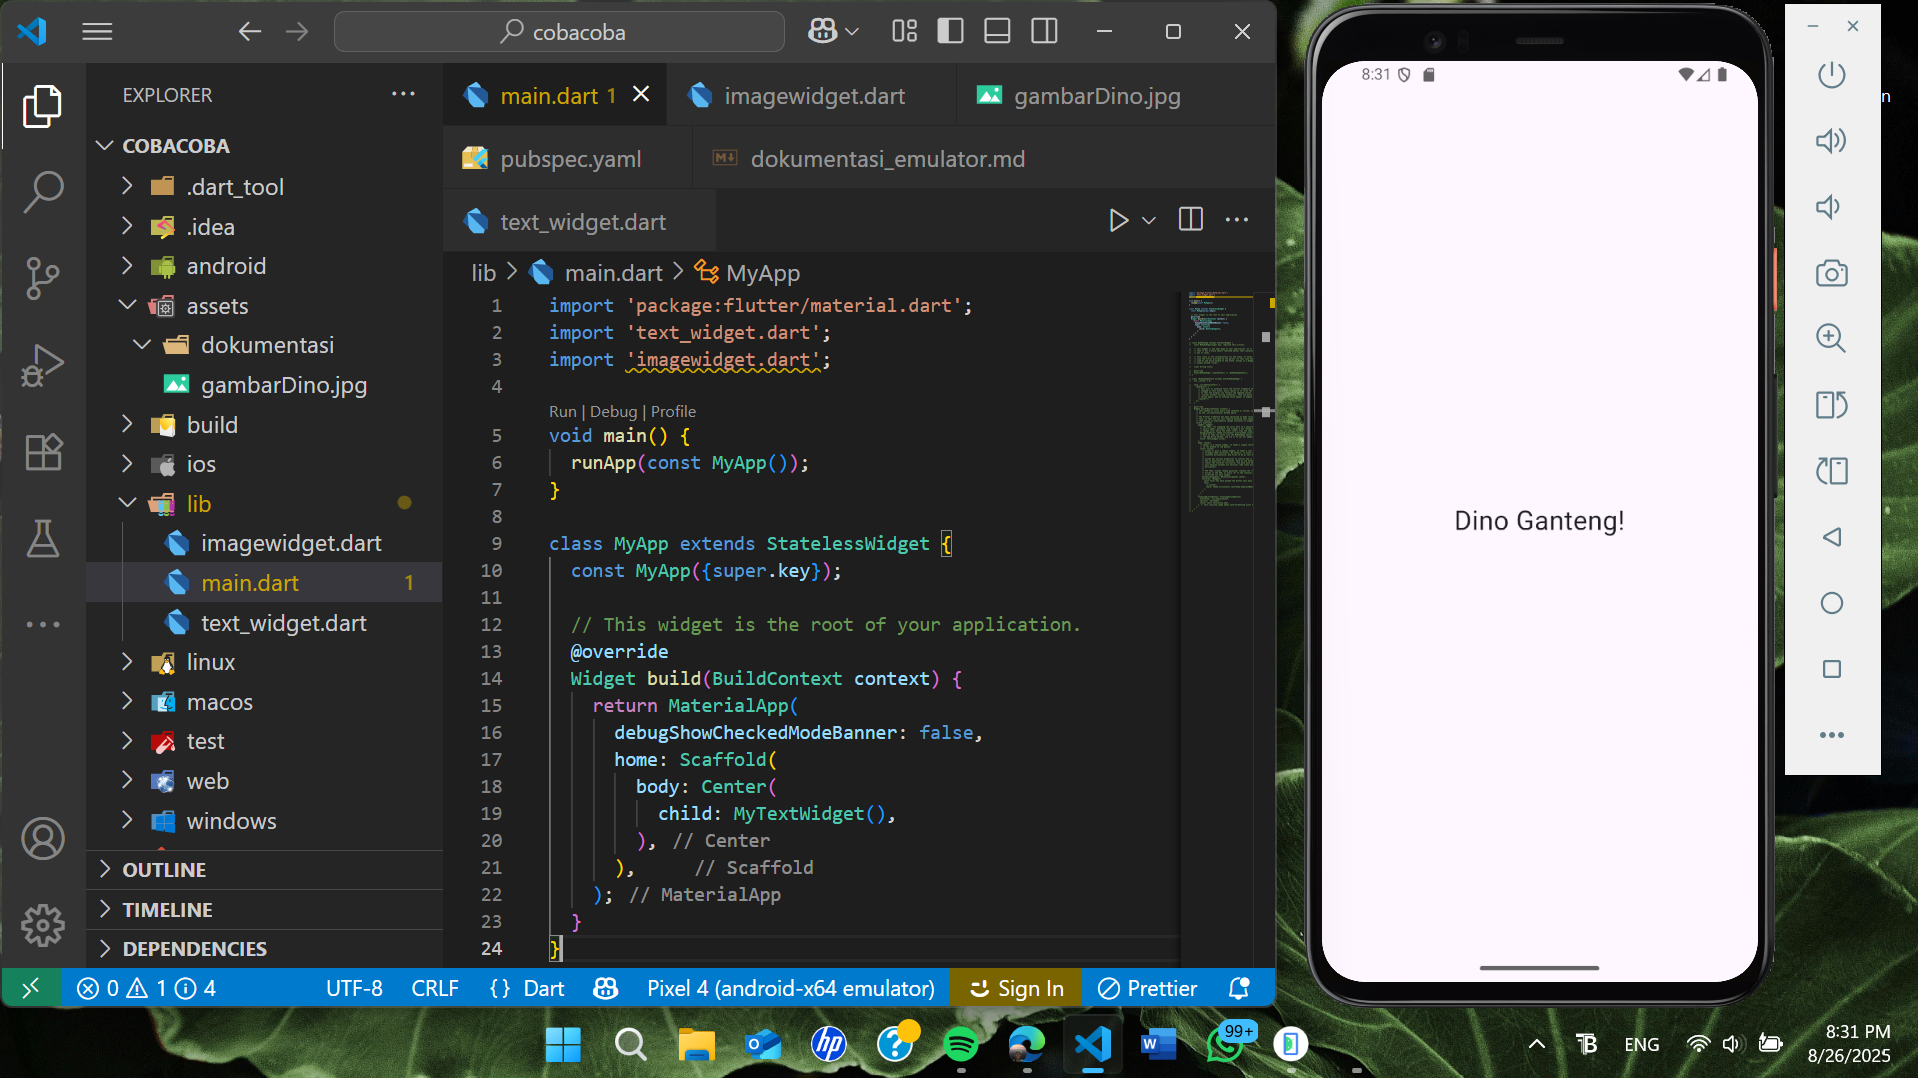 cobacoba
EXPLORER
COBACOBA
.dart_tool
.idea
android
assets
dokumentasi
gambarDino.jpg
build
ios
lib
imagewidget.dart
main.dart 1
text_widget.dart
linux
macos
test
web
windows
OUTLINE
TIMELINE
DEPENDENCIES
main.dart 1
imagewidget.dart
gambarDino.jpg
pubspec.yaml
dokumentasi_emulator.md
text_widget.dart
lib > main.dart > MyApp
1 import 'package:flutter/material.dart';
2 import 'text_widget.dart';
3 import 'imagewidget.dart';
4
Run | Debug | Profile
5 void main() {
6 runApp(const MyApp());
7 }
8
9 class MyApp extends StatelessWidget {
10 const MyApp({super.key});
11
12 // This widget is the root of your application.
13 @override
14 Widget build(BuildContext context) {
15 return MaterialApp(
16 debugShowCheckedModeBanner: false,
17 home: Scaffold(
18 body: Center(
19 child: MyTextWidget(),
20 ), // Center
21 ), // Scaffold
22 ); // MaterialApp
23 }
24 }
0 1 4 UTF-8 CRLF {} Dart Pixel 4 (android-x64 emulator) Sign In Prettier
8:31
Dino Ganteng!
n
99+
ENG
8:31 PM
8/26/2025